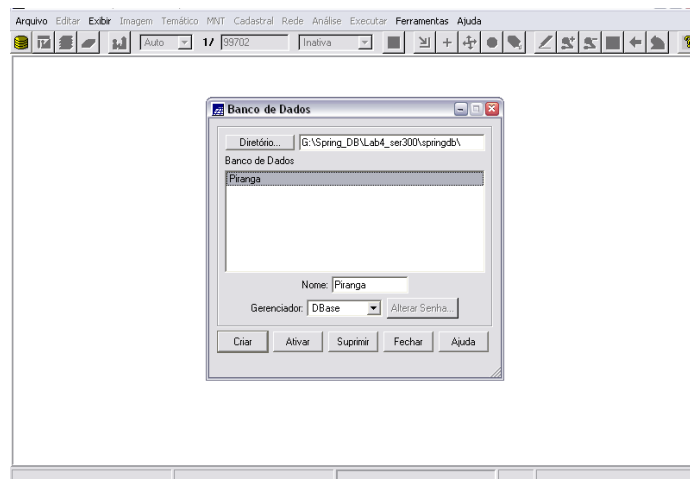 Arquivo Editar Exibir Imagem Temático MNT Cadastral Rede Análise Executar Ferramentas Ajuda
Auto 1/ 99702 Inativa
Banco de Dados
Diretório... G:\Spring_DB\Lab4_ser300\springdb\
Banco de Dados
Piranga
Nome: Piranga
Gerenciador: DBase Alterar Senha...
Criar Ativar Suprimir Fechar Ajuda